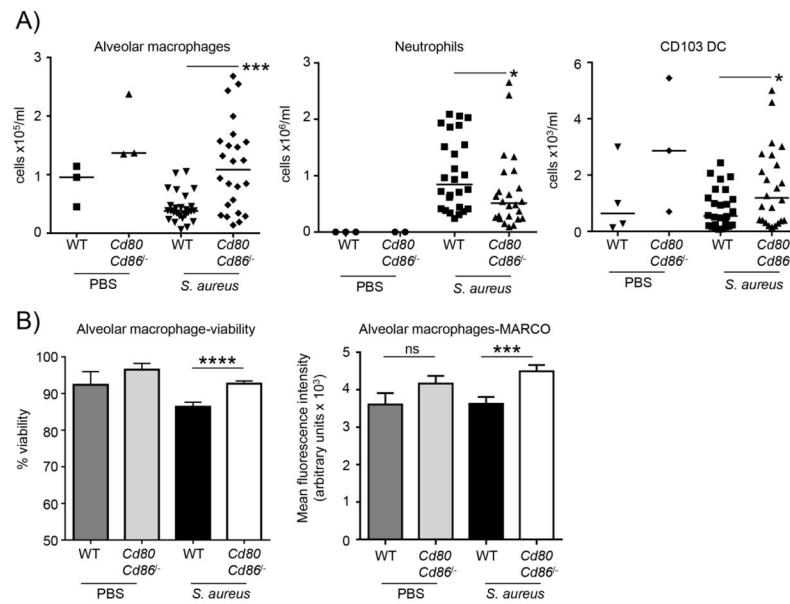 A)
Alveolar macrophages
Neutrophils
CD103 DC
cells x10⁵/ml
3
2
1
0
***
WT
Cd80
Cd86/-
WT
Cd80
Cd86/-
PBS
S. aureus
cells x10⁶/ml
3
2
1
0
*
WT
Cd80
Cd86/-
WT
Cd80
Cd86/-
PBS
S. aureus
cells x10³/ml
6
4
2
0
*
WT
Cd80
Cd86/-
WT
Cd80
Cd86/-
PBS
S. aureus
B)
Alveolar macrophage-viability
% viability
100
90
80
70
60
50
****
WT
Cd80
Cd86/-
WT
Cd80
Cd86/-
PBS
S. aureus
Alveolar macrophages-MARCO
Mean fluorescence intensity
(arbitrary units x 10³)
5
4
3
2
1
0
ns
***
WT
Cd80
Cd86/-
WT
Cd80
Cd86/-
PBS
S. aureus